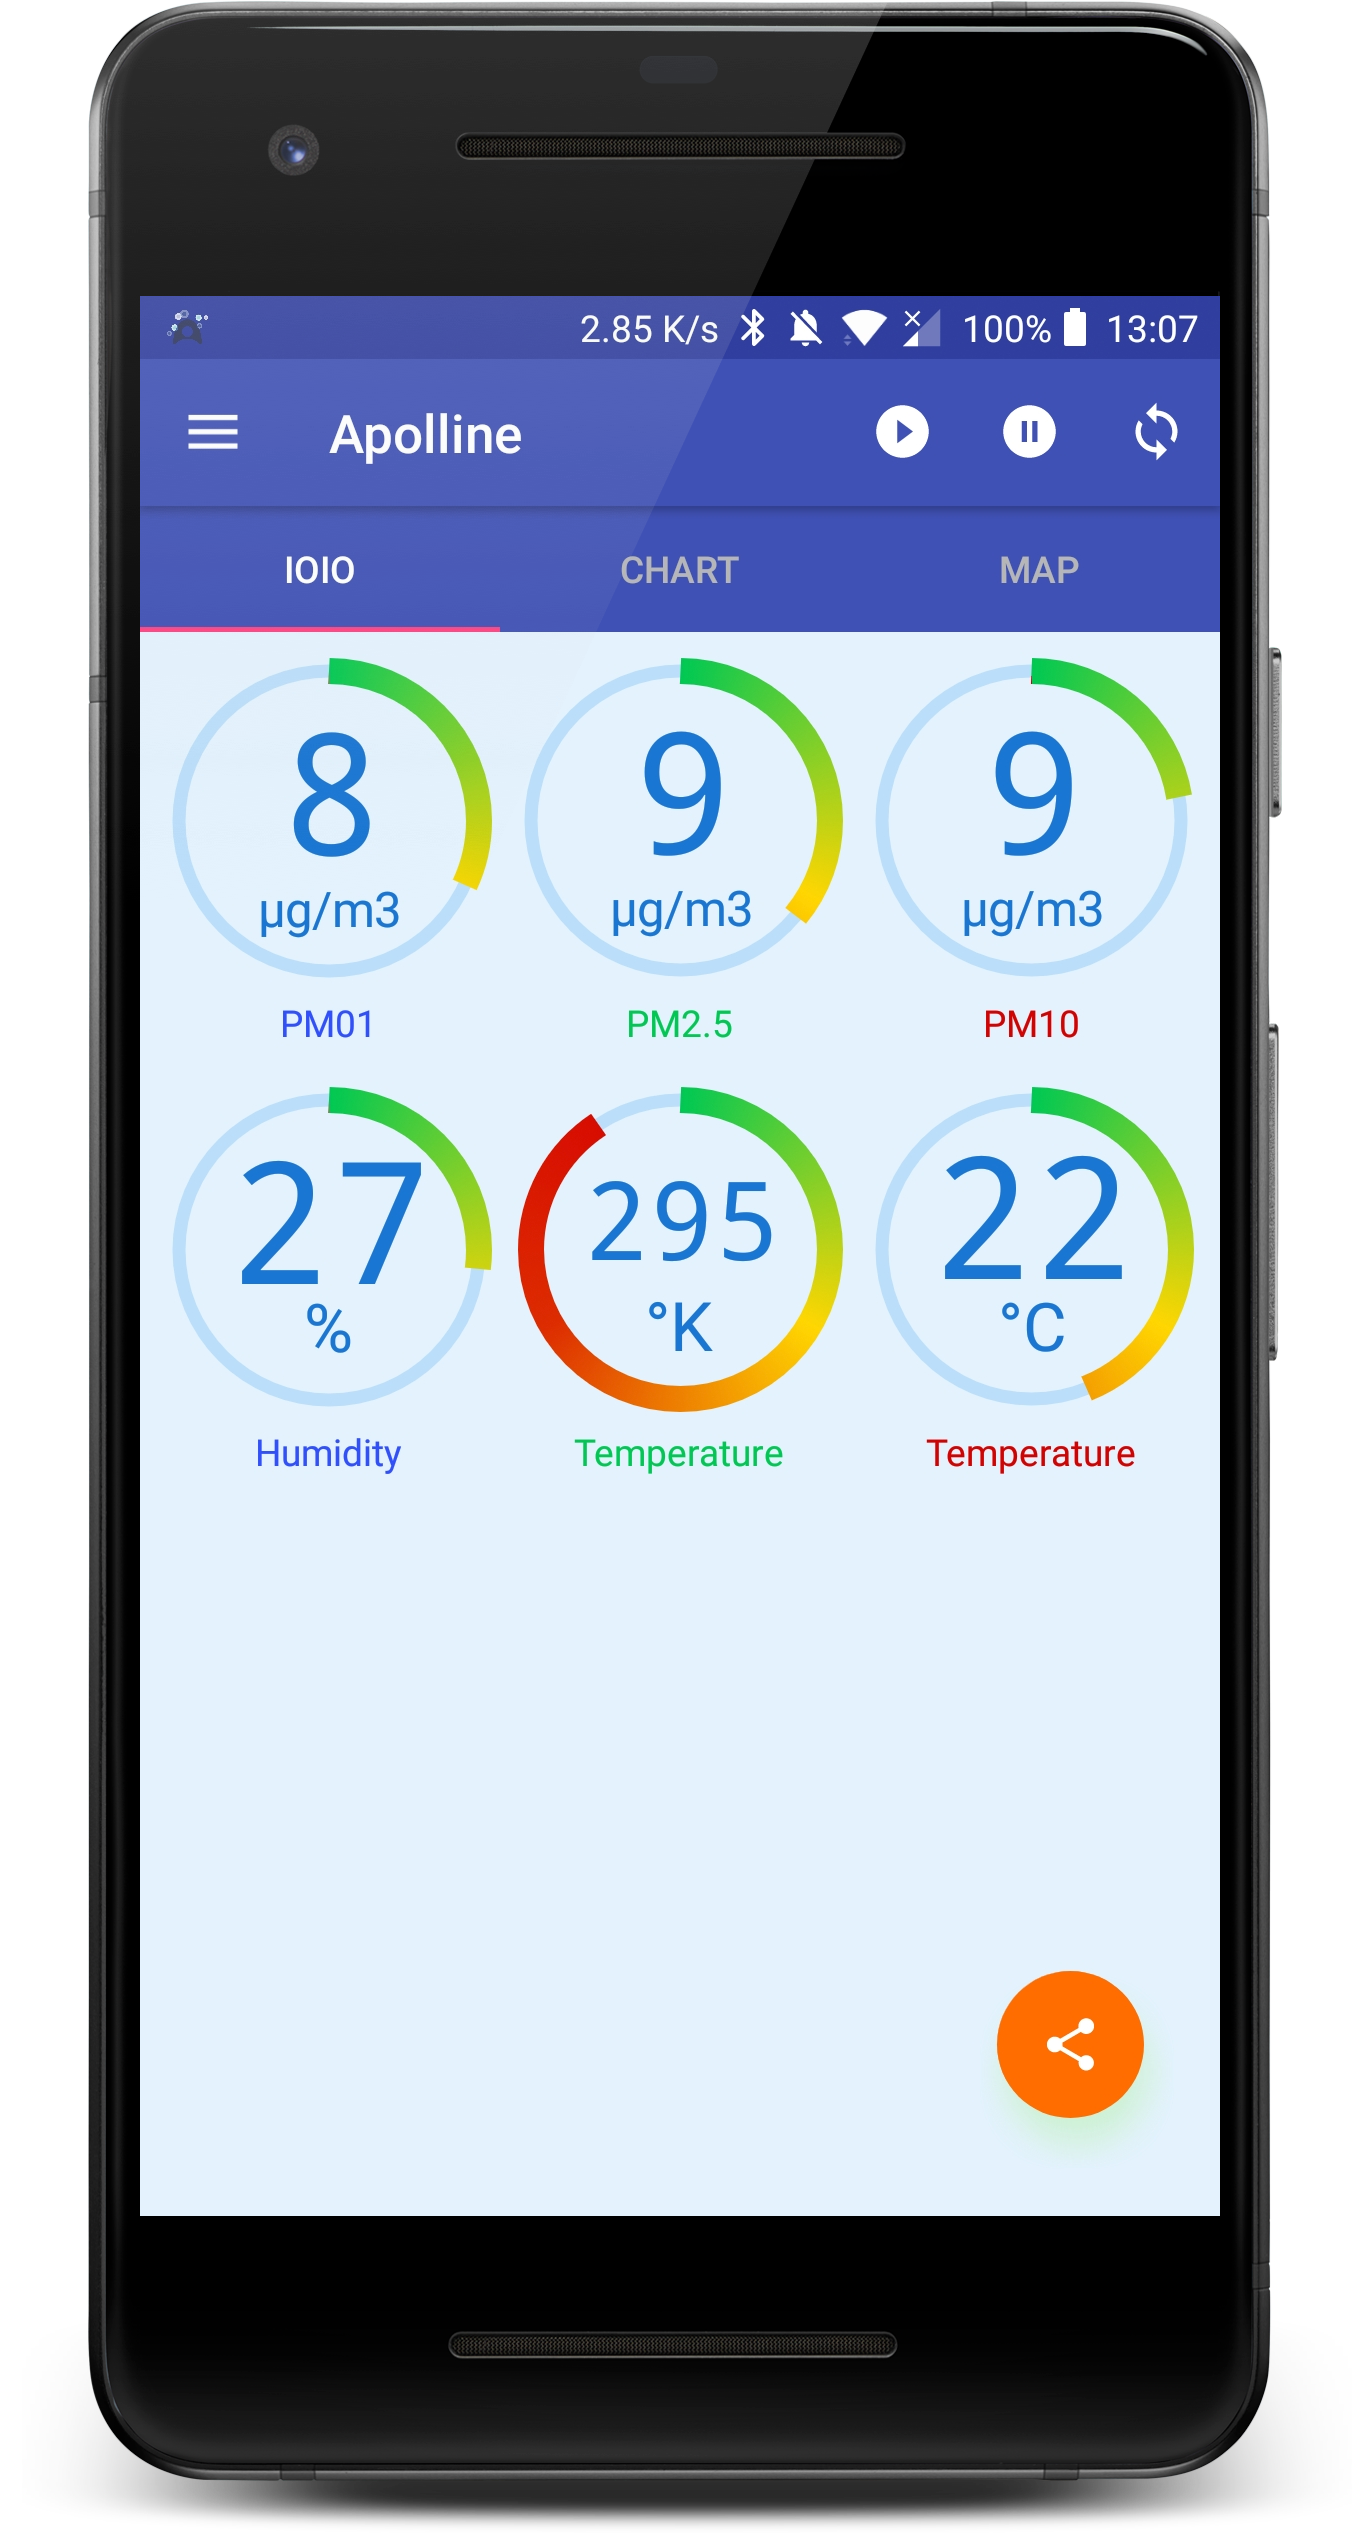 2.85 K/s 100% 13:07
Apolline
IOIO CHART MAP
8 9 9
µg/m3 µg/m3 µg/m3
PM01 PM2.5 PM10
27 295 22
% °K °C
Humidity Temperature Temperature